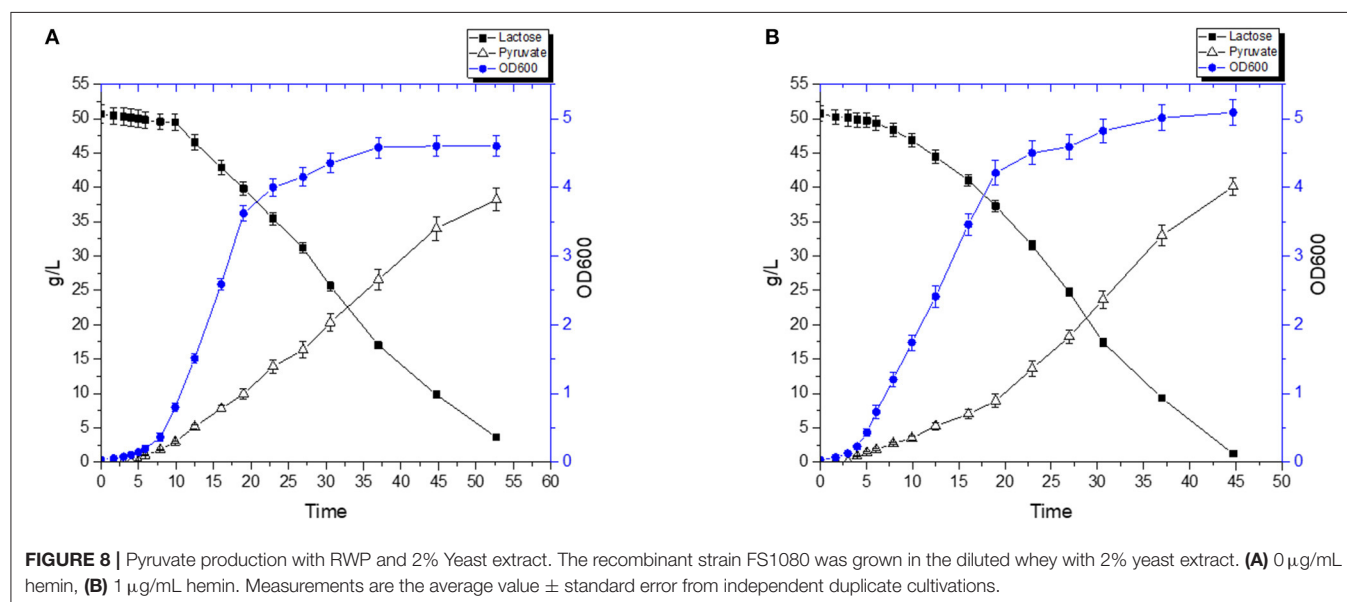 A
Lactose
Pyruvate
OD600
55
50
45
40
35
30
25
20
15
10
5
0
g/L
5
4
3
2
1
0
OD600
0 5 10 15 20 25 30 35 40 45 50 55 60
Time
B
Lactose
Pyruvate
OD600
55
50
45
40
35
30
25
20
15
10
5
0
g/L
5
4
3
2
1
0
OD600
0 5 10 15 20 25 30 35 40 45 50
Time
FIGURE 8 | Pyruvate production with RWP and 2% Yeast extract. The recombinant strain FS1080 was grown in the diluted whey with 2% yeast extract. (A) 0 µg/mL
hemin, (B) 1 µg/mL hemin. Measurements are the average value ± standard error from independent duplicate cultivations.